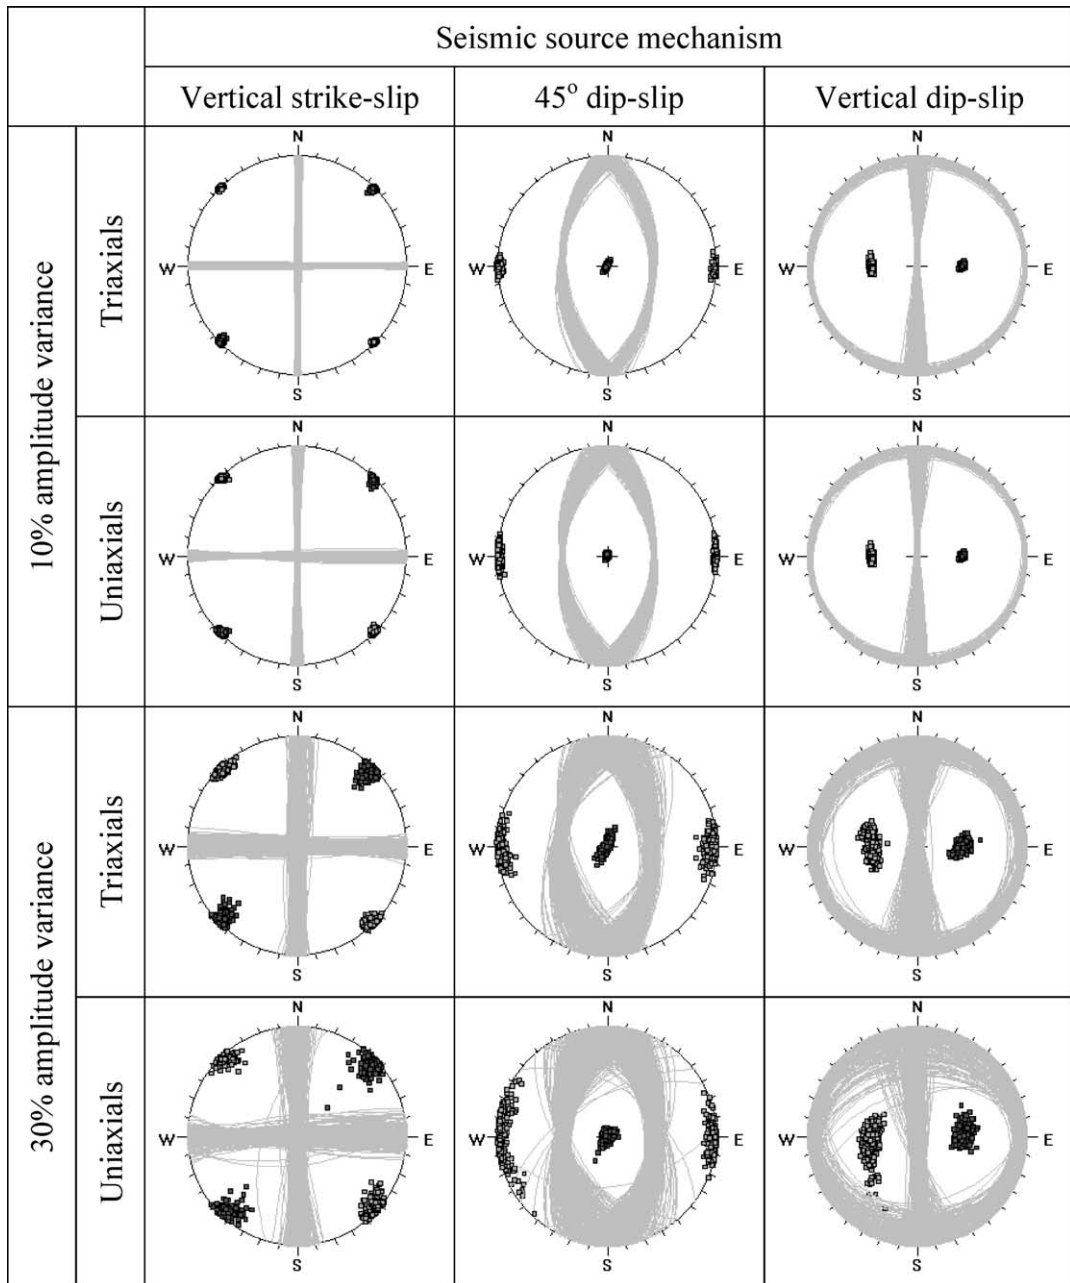 Seismic source mechanism
Vertical strike-slip
45° dip-slip
Vertical dip-slip
10% amplitude variance
Triaxials
N
W
E
S
N
W
E
S
N
W
E
S
Uniaxials
N
W
E
S
N
W
E
S
N
W
E
S
30% amplitude variance
Triaxials
N
W
E
S
N
W
E
S
N
W
E
S
Uniaxials
N
W
E
S
N
W
E
S
N
W
E
S